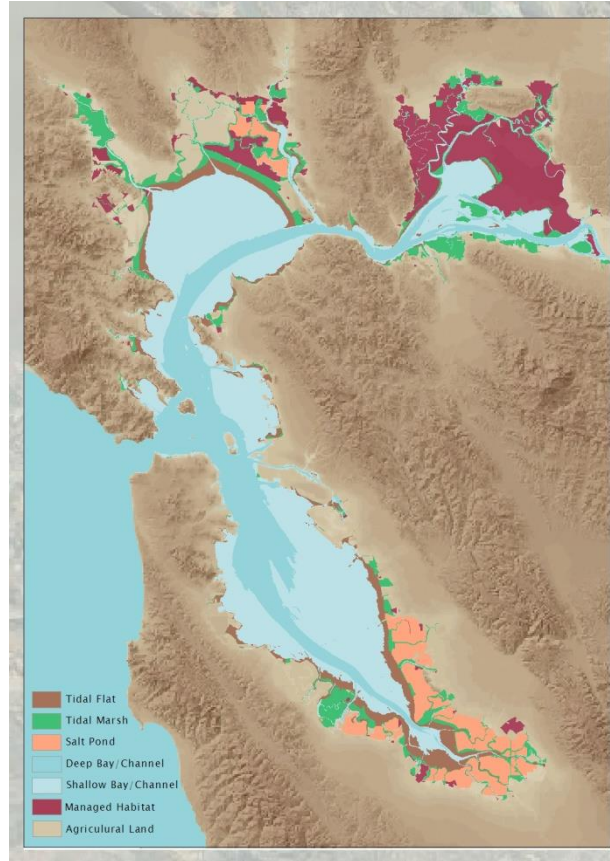 Tidal Flat
Tidal Marsh
Salt Pond
Deep Bay/Channel
Shallow Bay/Channel
Managed Habitat
Agriculural Land